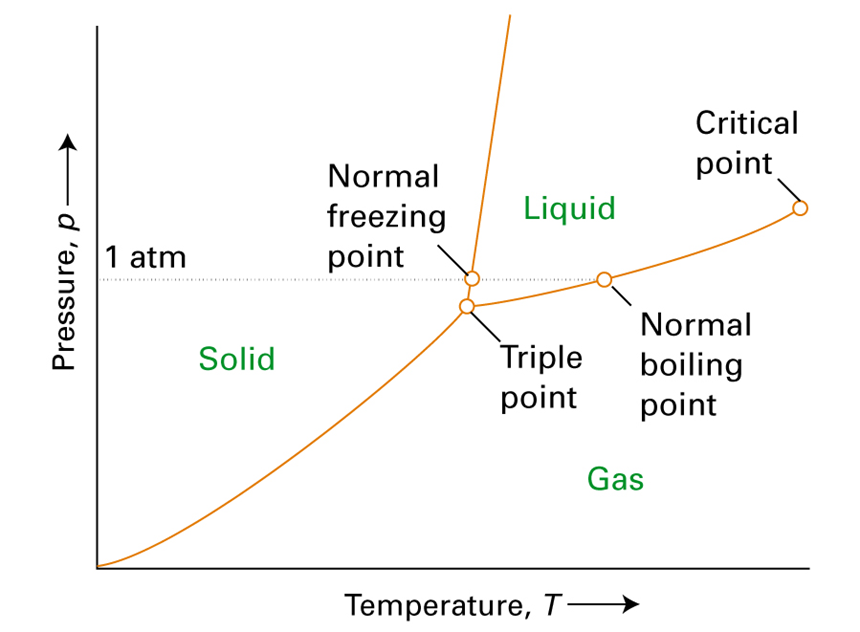 Critical
point
Normal
freezing
point
Liquid
1 atm
Pressure, p
Solid
Triple
point
Normal
boiling
point
Gas
Temperature, T